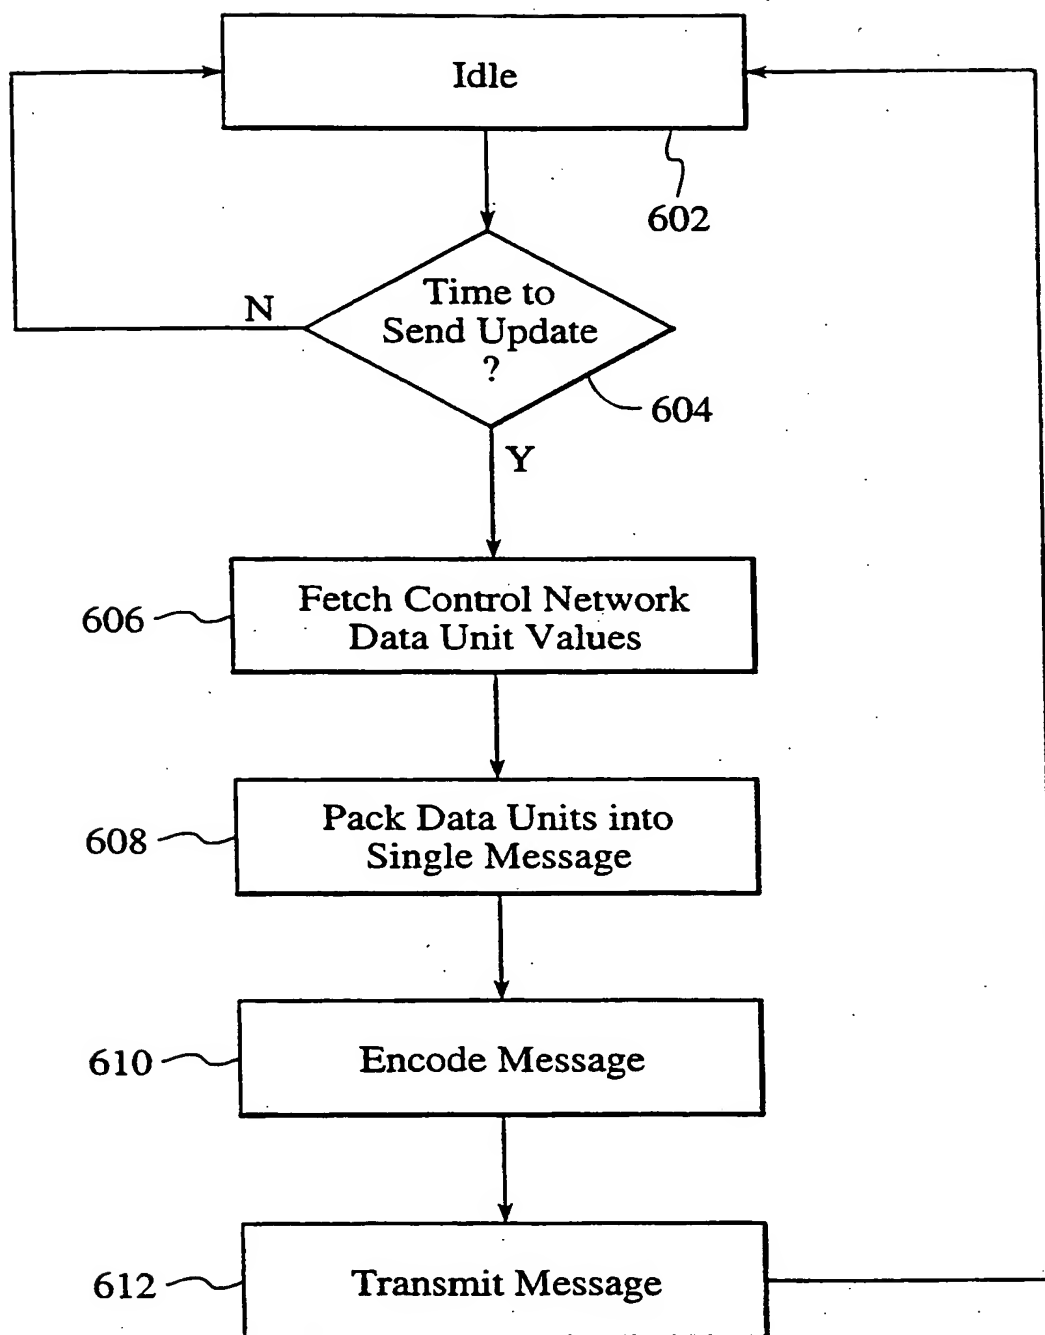 Idle
602
Time to
Send Update
?
604
N
Y
Fetch Control Network
Data Unit Values
606
Pack Data Units into
Single Message
608
Encode Message
610
Transmit Message
612